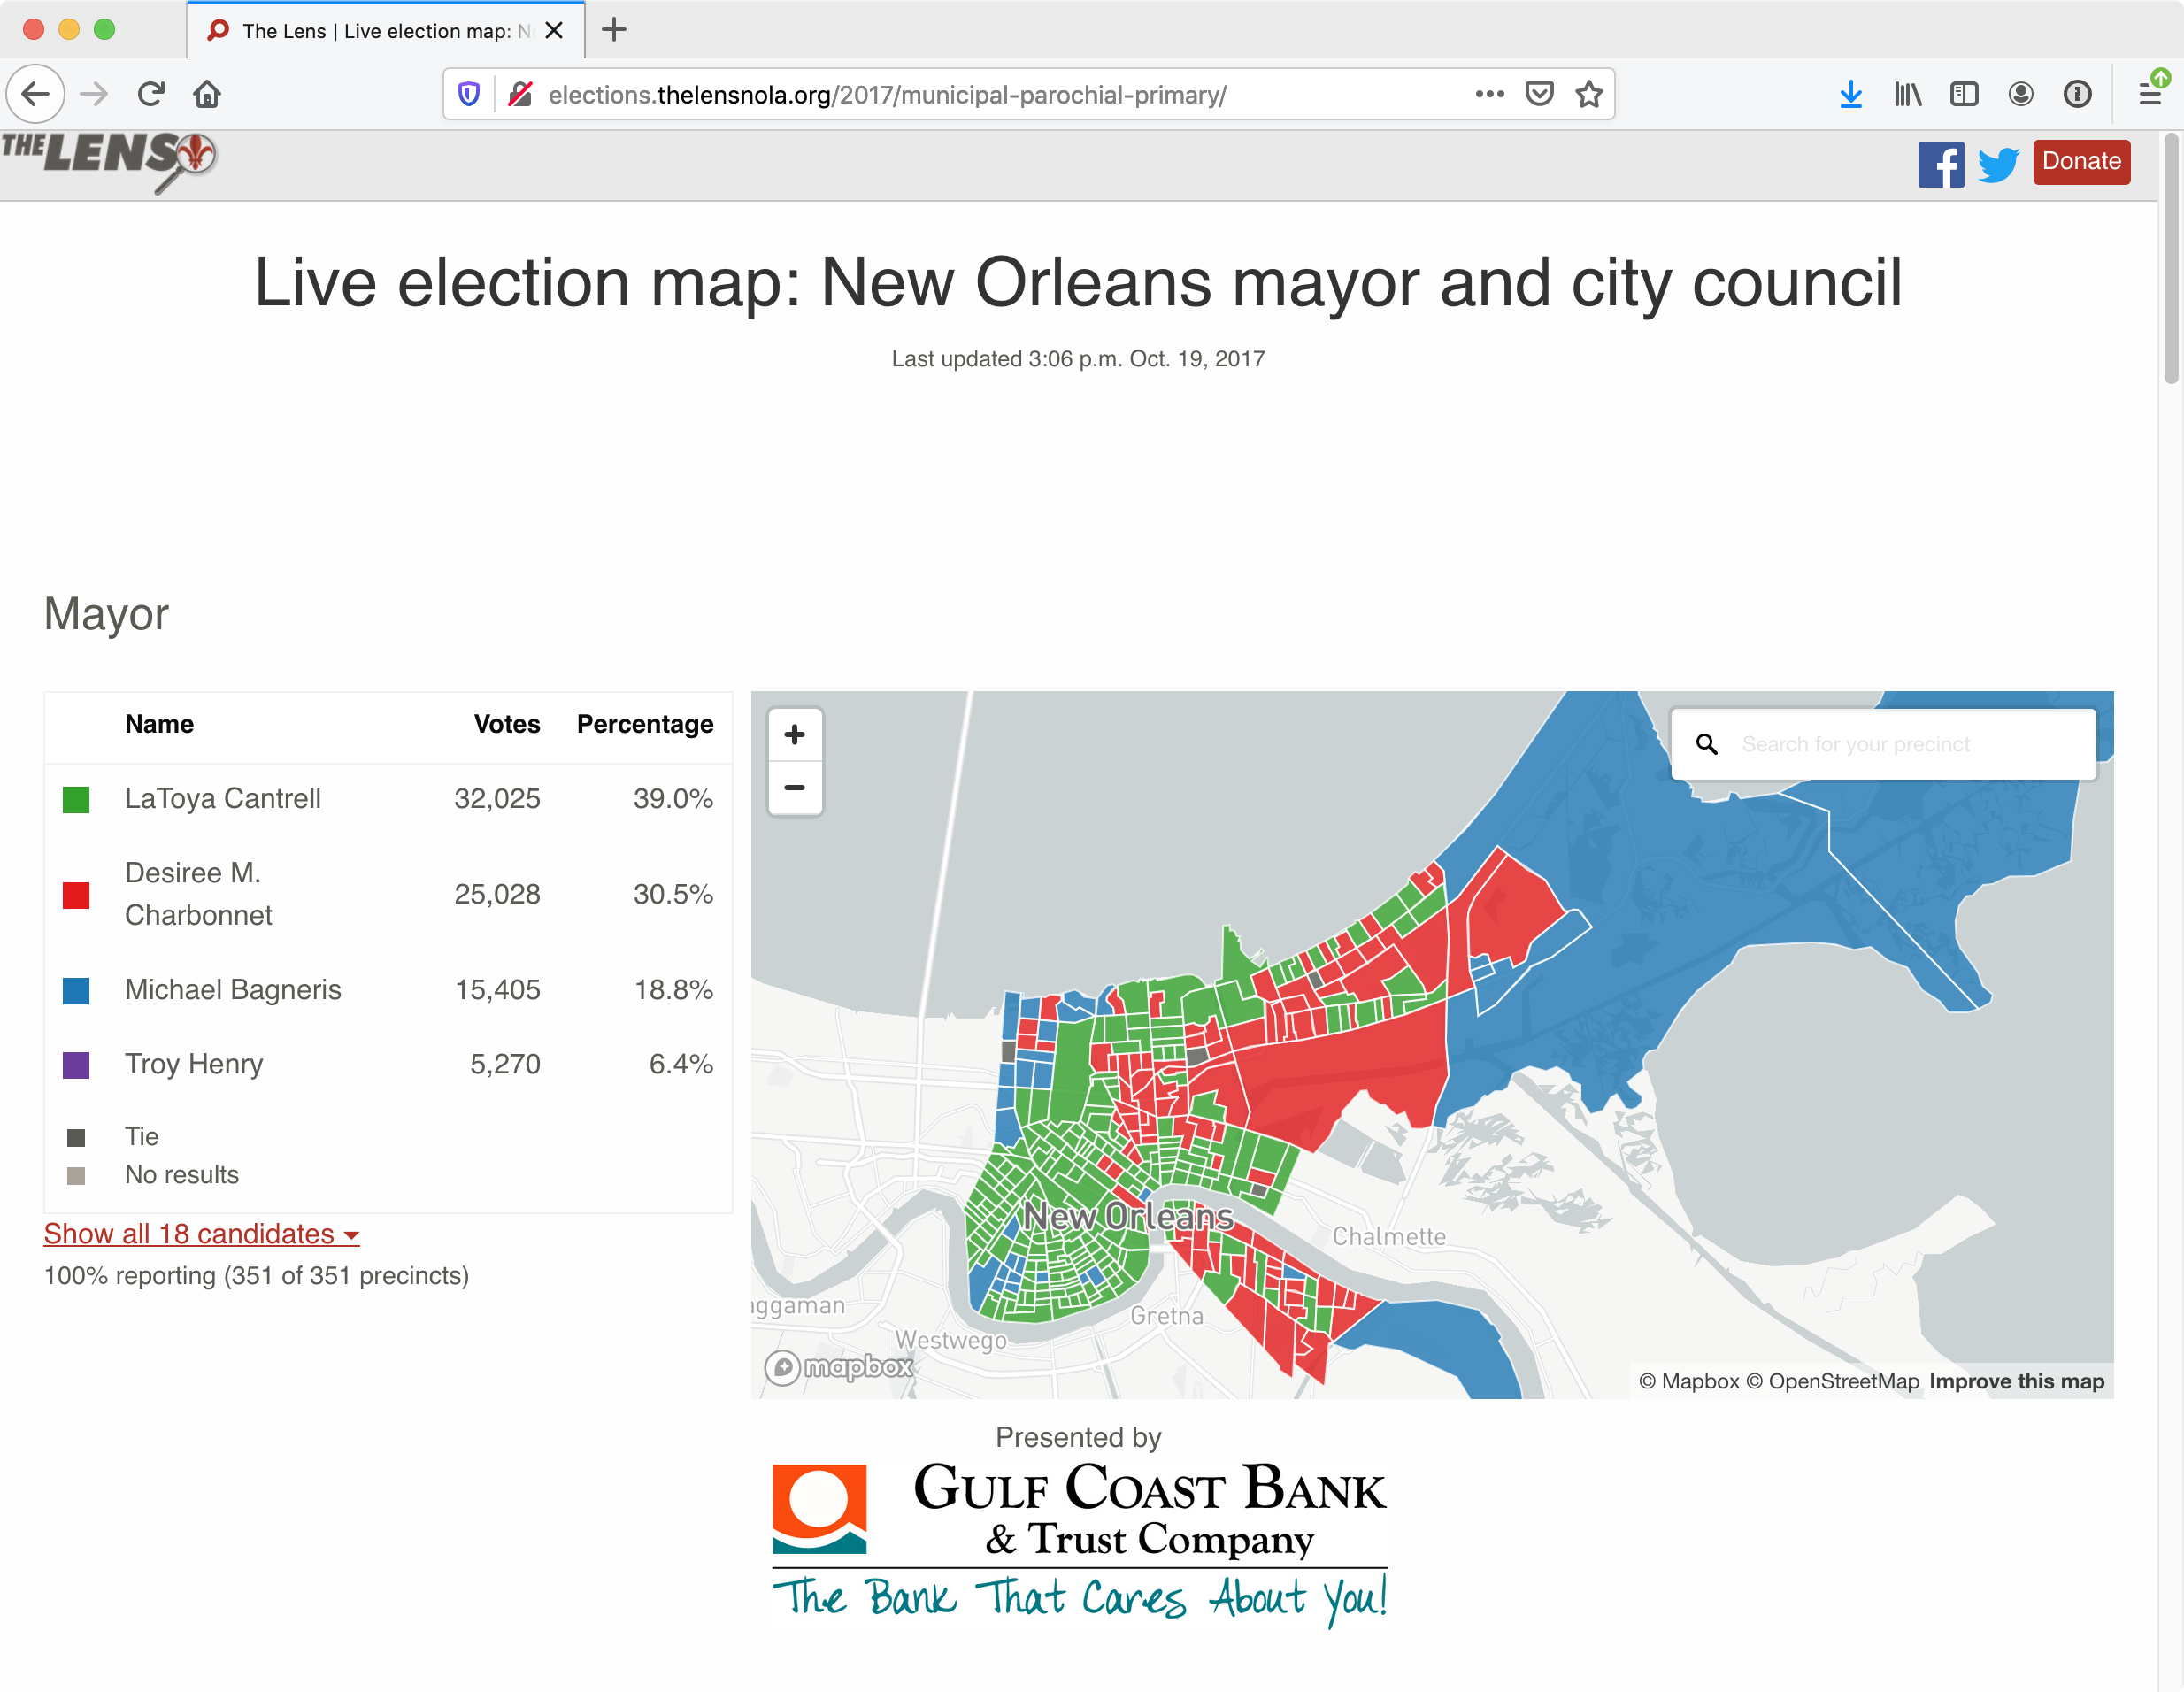 The Lens | Live election map: N
elections.thelensnola.org/2017/municipal-parochial-primary/
THE LENS
Donate
Live election map: New Orleans mayor and city council
Last updated 3:06 p.m. Oct. 19, 2017
Mayor
Name Votes Percentage
LaToya Cantrell 32,025 39.0%
Desiree M.
Charbonnet 25,028 30.5%
Michael Bagneris 15,405 18.8%
Troy Henry 5,270 6.4%
Tie
No results
Show all 18 candidates
100% reporting (351 of 351 precincts)
Search for your precinct
New Orleans
Chalmette
aggaman
Gretna
Westwego
mapbox
© Mapbox © OpenStreetMap Improve this map
Presented by
GULF COAST BANK
& Trust Company
The Bank That Cares About You!